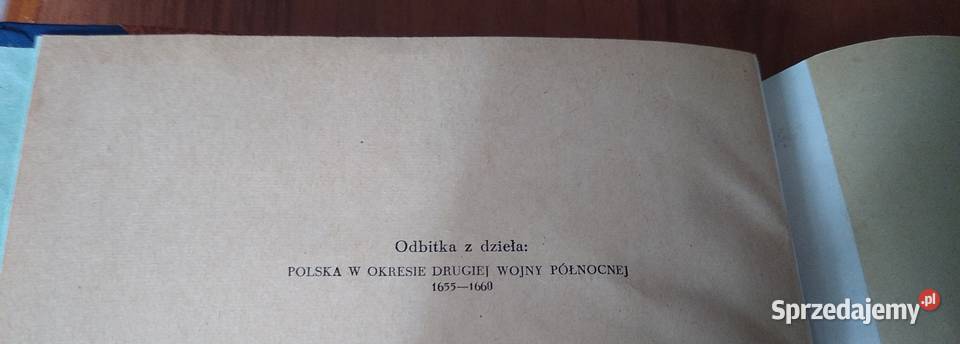 Odbitka z dzieła:
POLSKA W OKRESIE DRUGIEJ WOJNY PÓŁNOCNEJ
1655—1660
Sprzedajemy.pl